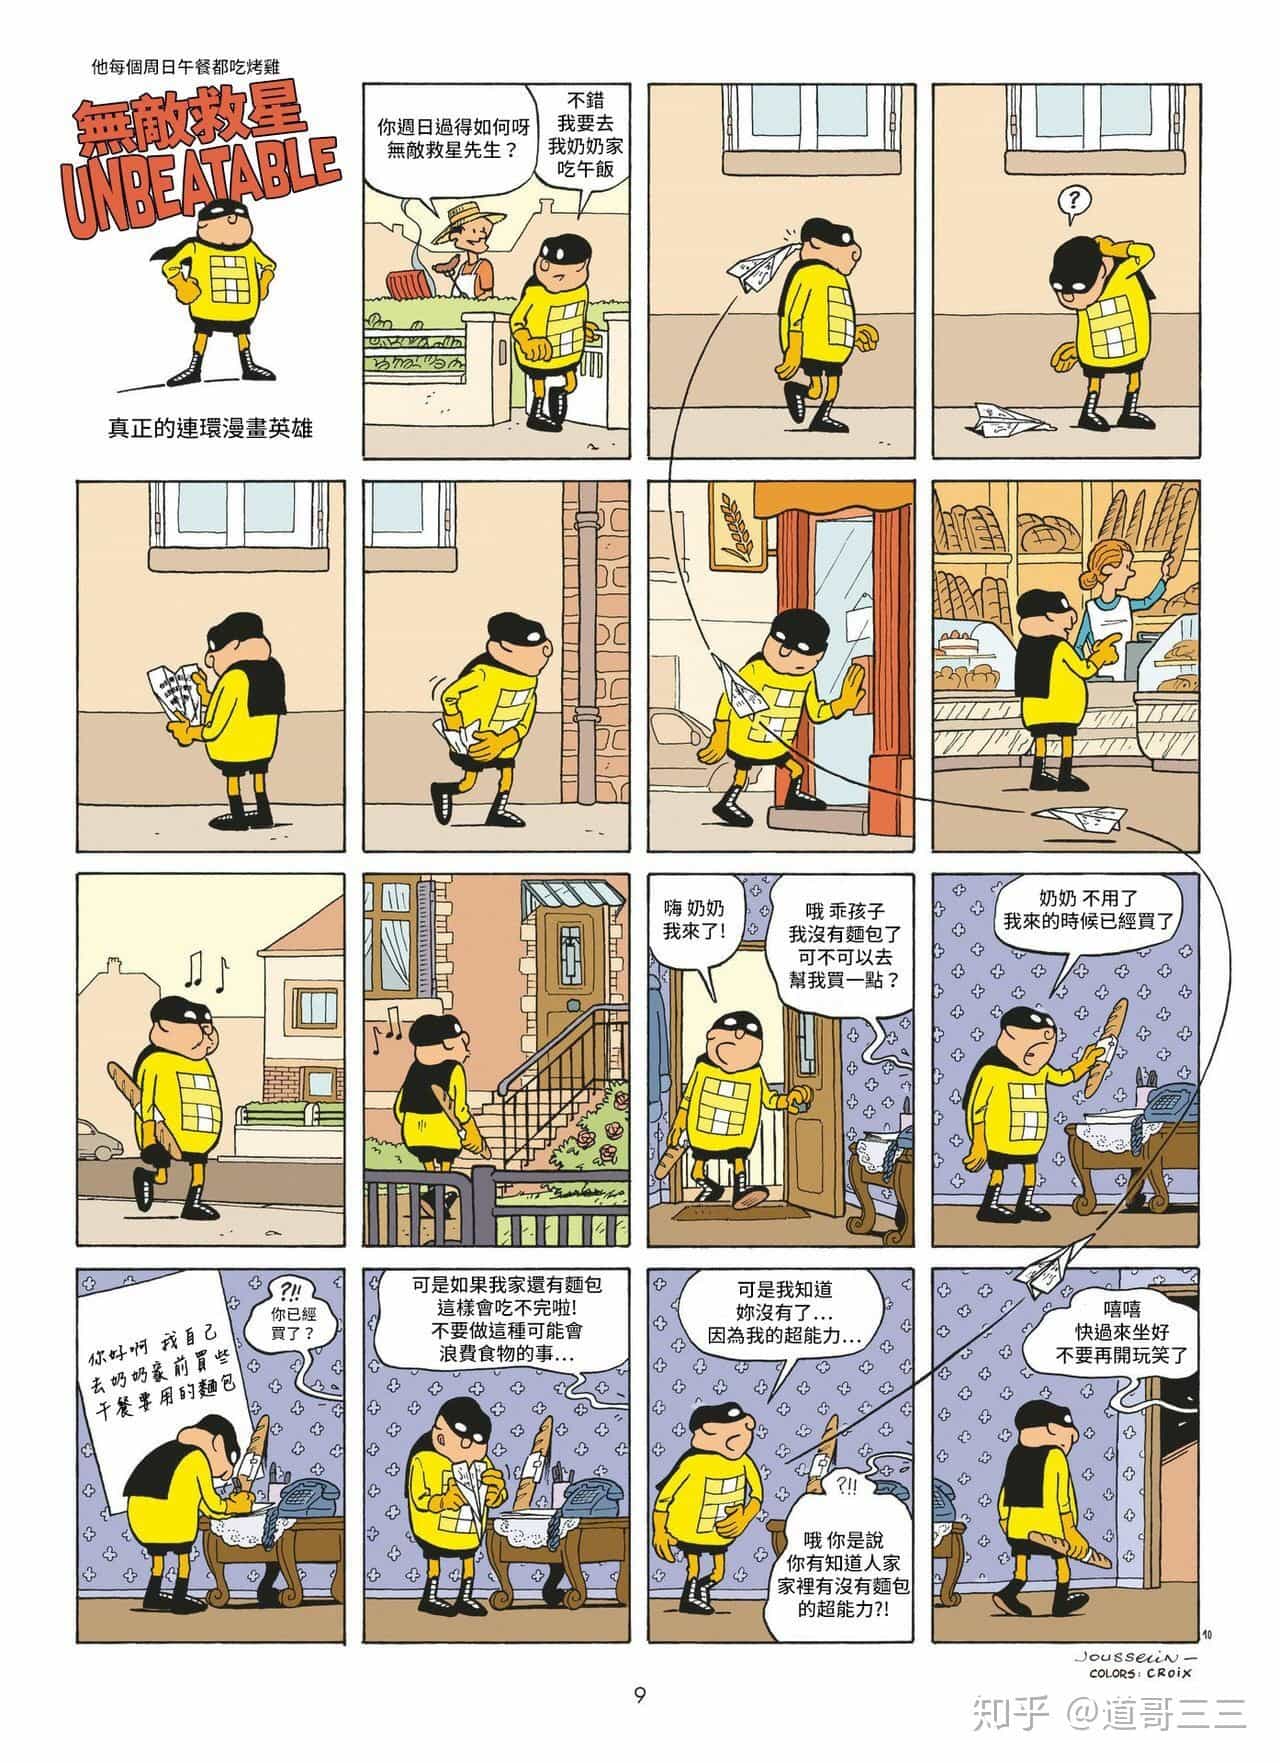 他每個周日午餐都吃烤雞
無敵救星
UNBEATABLE
真正的連環漫畫英雄
你週日過得如何呀
無敵救星先生？
不錯
我要去
我奶奶家
吃午飯
?
嗨 奶奶
我來了!
哦 乖孩子
我沒有麵包了
可不可以去
幫我買一點？
奶奶 不用了
我來的時候已經買了
你好啊 我自己
去奶奶家前買些
午餐要用的麵包
?!!
你已經
買了？
可是如果我家還有麵包
這樣會吃不完啦!
不要做這種可能會
浪費食物的事...
可是我知道
妳沒有了...
因為我的超能力...
?!!
哦 你是說
你有知道人家
家裡有沒有麵包
的超能力?!
嘻嘻
快過來坐好
不要再開玩笑了
10
JOUSSELIN
COLORS: CROIX
9
知乎 @道哥三三